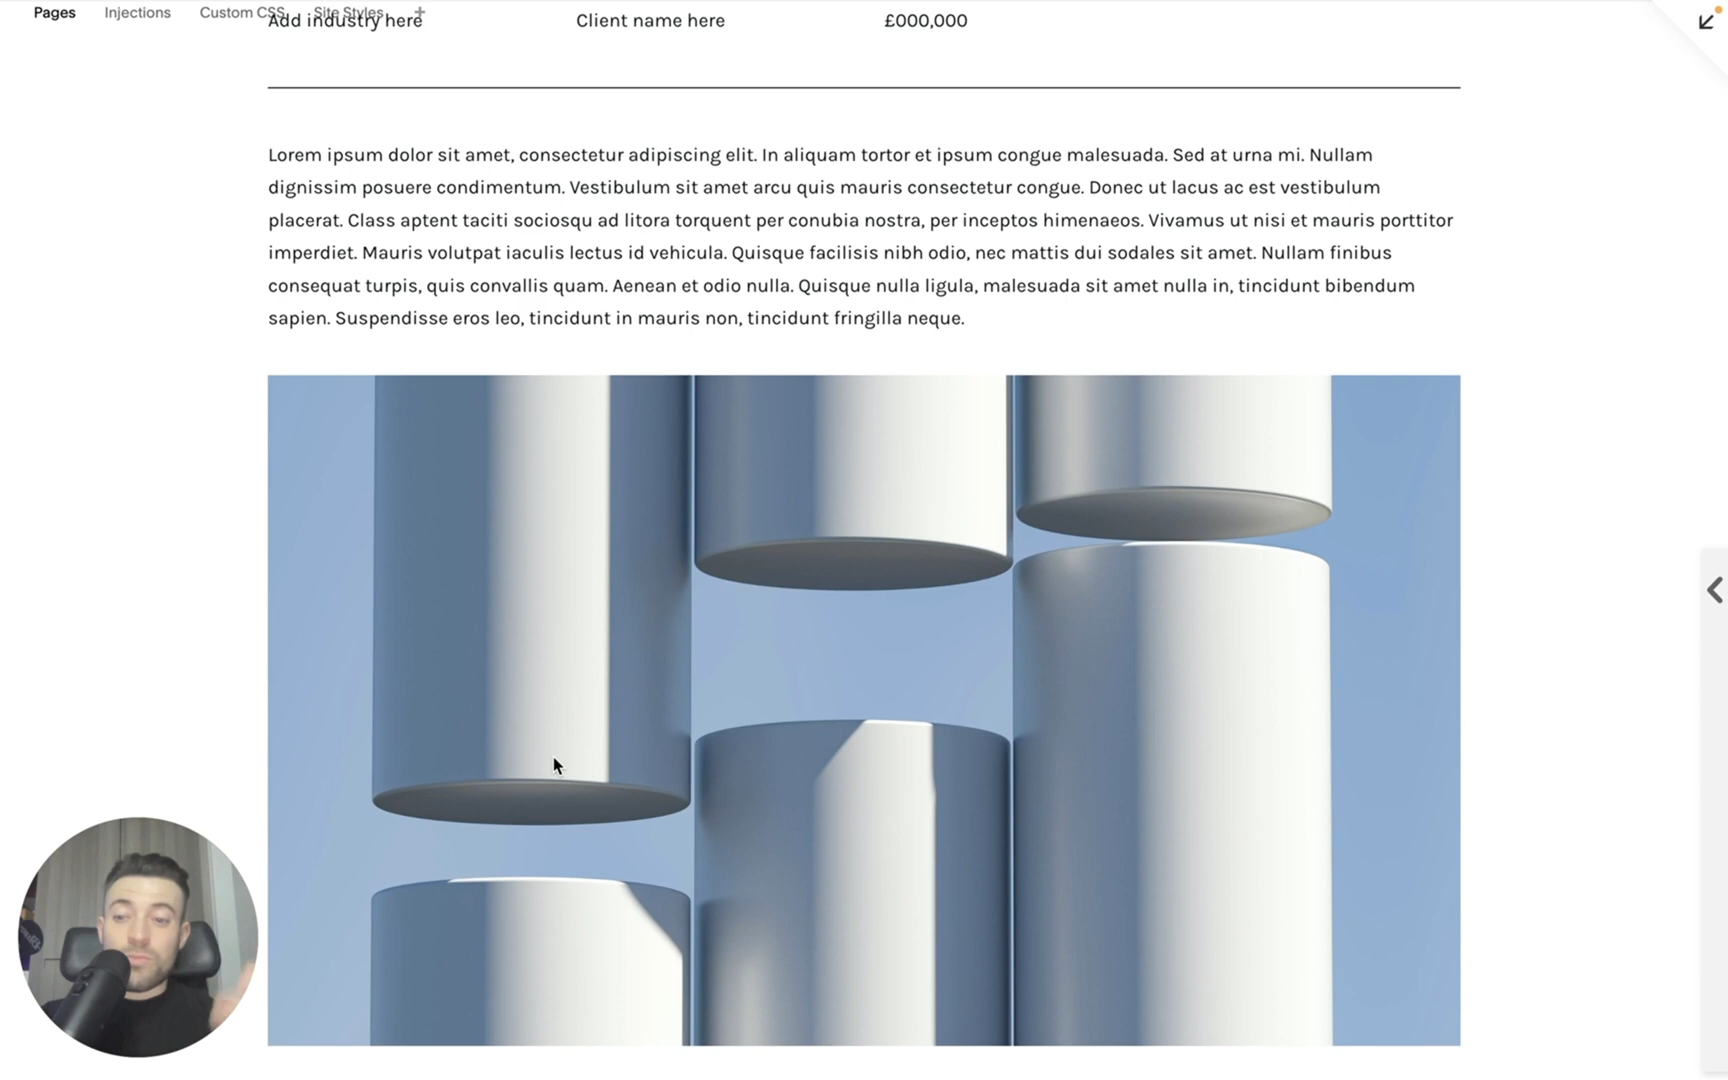 Pages Injections Custom CSS Site Styles +
Add industry here Client name here £000,000
Lorem ipsum dolor sit amet, consectetur adipiscing elit. In aliquam tortor et ipsum congue malesuada. Sed at urna mi. Nullam
dignissim posuere condimentum. Vestibulum sit amet arcu quis mauris consectetur congue. Donec ut lacus ac est vestibulum
placerat. Class aptent taciti sociosqu ad litora torquent per conubia nostra, per inceptos himenaeos. Vivamus ut nisi et mauris porttitor
imperdiet. Mauris volutpat iaculis lectus id vehicula. Quisque facilisis nibh odio, nec mattis dui sodales sit amet. Nullam finibus
consequat turpis, quis convallis quam. Aenean et odio nulla. Quisque nulla ligula, malesuada sit amet nulla in, tincidunt bibendum
sapien. Suspendisse eros leo, tincidunt in mauris non, tincidunt fringilla neque.